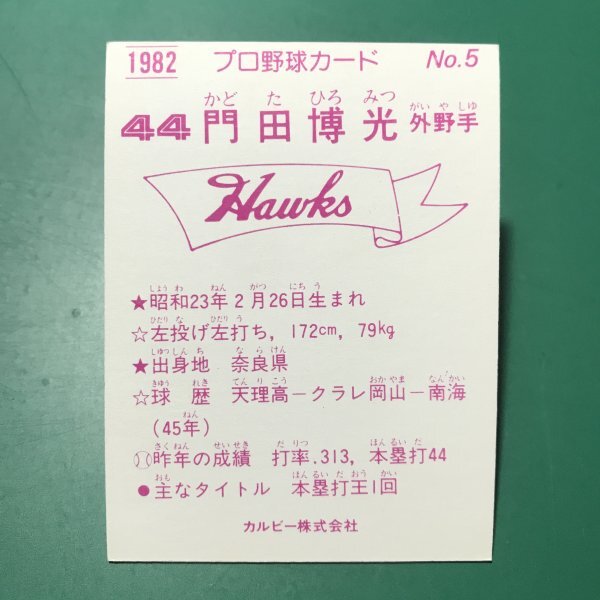 1982 プロ野球カード No.5
かど た ひろ みつ がい や しゅ
44 門田博光 外野手
Hawks
しょう わ ねん がつ にち う
★昭和23年2月26日生まれ
ひだり な ひだり う
☆左投げ左打ち, 172cm, 79kg
しゅっしん ち な ら けん
★出身地 奈良県
きゅう れき てん り こう おか やま なん かい
☆球 歴 天理高－クラレ岡山－南海
ねん
(45年)
さく ねん せい せき だ りつ ほん るい だ
昨年の成績 打率.313, 本塁打44
おも ほん るい だ おう かい
●主なタイトル 本塁打王1回
カルビー株式会社